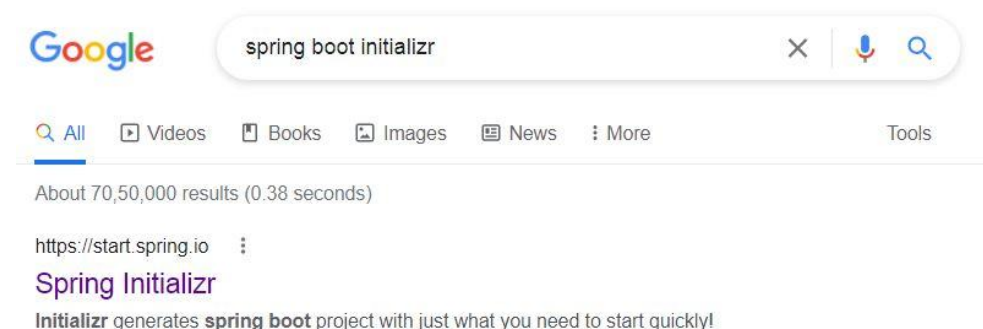 Google spring boot initializr
All Videos Books Images News More Tools
About 70,50,000 results (0.38 seconds)
https://start.spring.io
Spring Initializr
Initializr generates spring boot project with just what you need to start quickly!